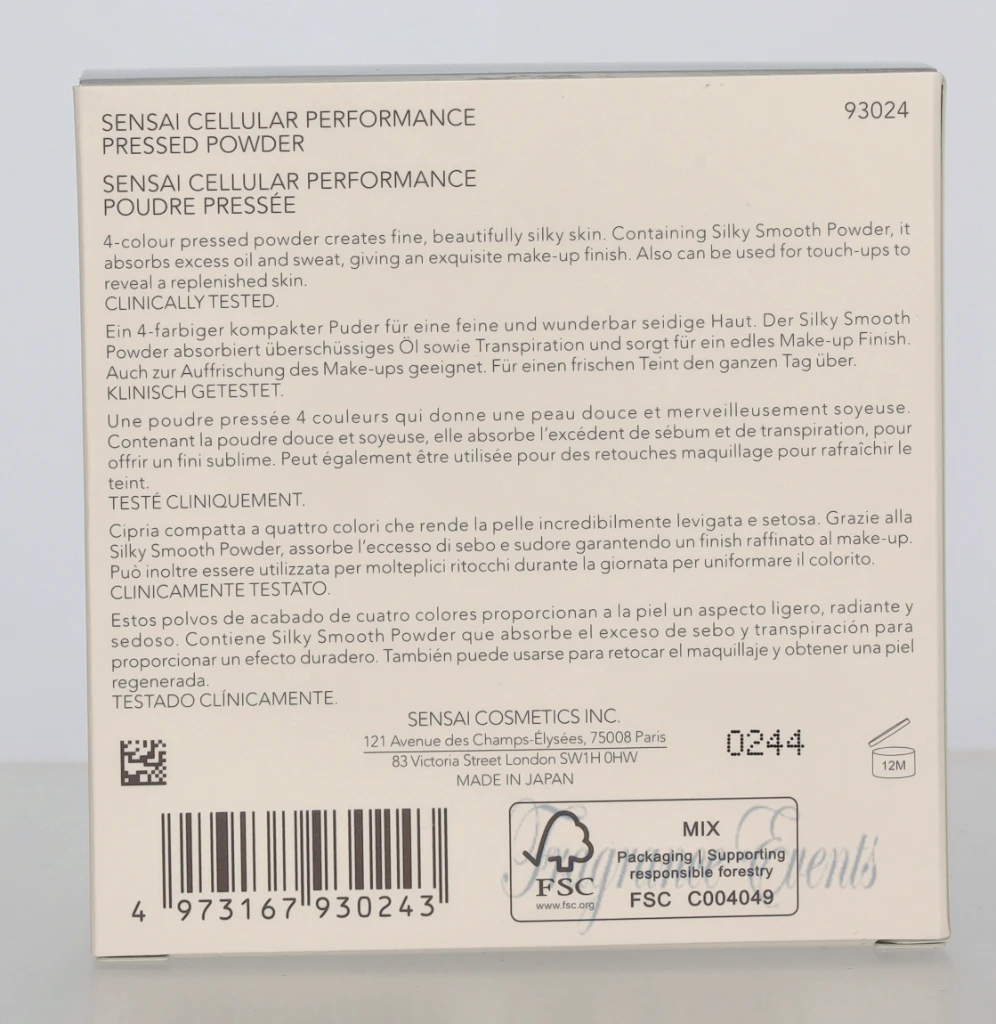 SENSAI CELLULAR PERFORMANCE
PRESSED POWDER
93024
SENSAI CELLULAR PERFORMANCE
POUDRE PRESSÉE
4-colour pressed powder creates fine, beautifully silky skin. Containing Silky Smooth Powder, it
absorbs excess oil and sweat, giving an exquisite make-up finish. Also can be used for touch-ups to
reveal a replenished skin.
CLINICALLY TESTED.
Ein 4-farbiger kompakter Puder für eine feine und wunderbar seidige Haut. Der Silky Smooth
Powder absorbiert überschüssiges Öl sowie Transpiration und sorgt für ein edles Make-up Finish.
Auch zur Auffrischung des Make-ups geeignet. Für einen frischen Teint den ganzen Tag über.
KLINISCH GETESTET.
Une poudre pressée 4 couleurs qui donne une peau douce et merveilleusement soyeuse.
Contenant la poudre douce et soyeuse, elle absorbe l'excédent de sébum et de transpiration, pour
offrir un fini sublime. Peut également être utilisée pour des retouches maquillage pour rafraîchir le
teint.
TESTÉ CLINIQUEMENT.
Cipria compatta a quattro colori che rende la pelle incredibilmente levigata e setosa. Grazie alla
Silky Smooth Powder, assorbe l'eccesso di sebo e sudore garantendo un finish raffinato al make-up.
Può inoltre essere utilizzata per molteplici ritocchi durante la giornata per uniformare il colorito.
CLINICAMENTE TESTATO.
Estos polvos de acabado de cuatro colores proporcionan a la piel un aspecto ligero, radiante y
sedoso. Contiene Silky Smooth Powder que absorbe el exceso de sebo y transpiración para
proporcionar un efecto duradero. También puede usarse para retocar el maquillaje y obtener una piel
regenerada.
TESTADO CLÍNICAMENTE.
SENSAI COSMETICS INC.
121 Avenue des Champs-Élysées, 75008 Paris
83 Victoria Street London SW1H 0HW
MADE IN JAPAN
0244
12M
4 973167 930243
FSC
www.fsc.org
MIX
Packaging | Supporting
responsible forestry
FSC C004049
Fragrance Events